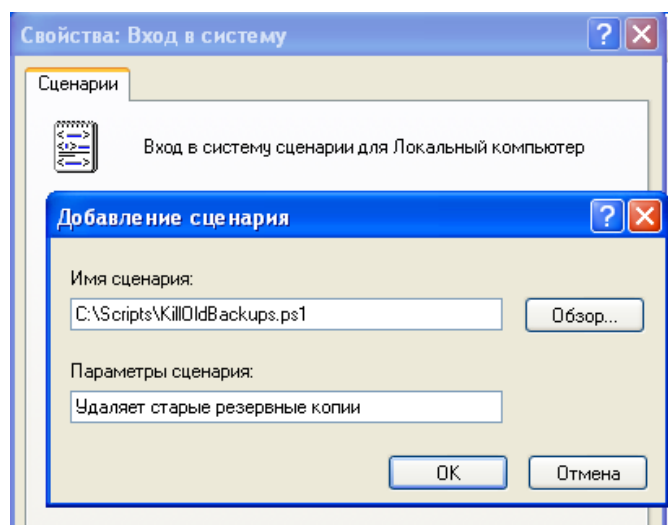 Свойства: Вход в систему
Сценарии
Вход в систему сценарии для Локальный компьютер
Добавление сценария
Имя сценария:
C:\Scripts\KillOldBackups.ps1
Обзор...
Параметры сценария:
Удаляет старые резервные копии
OK
Отмена